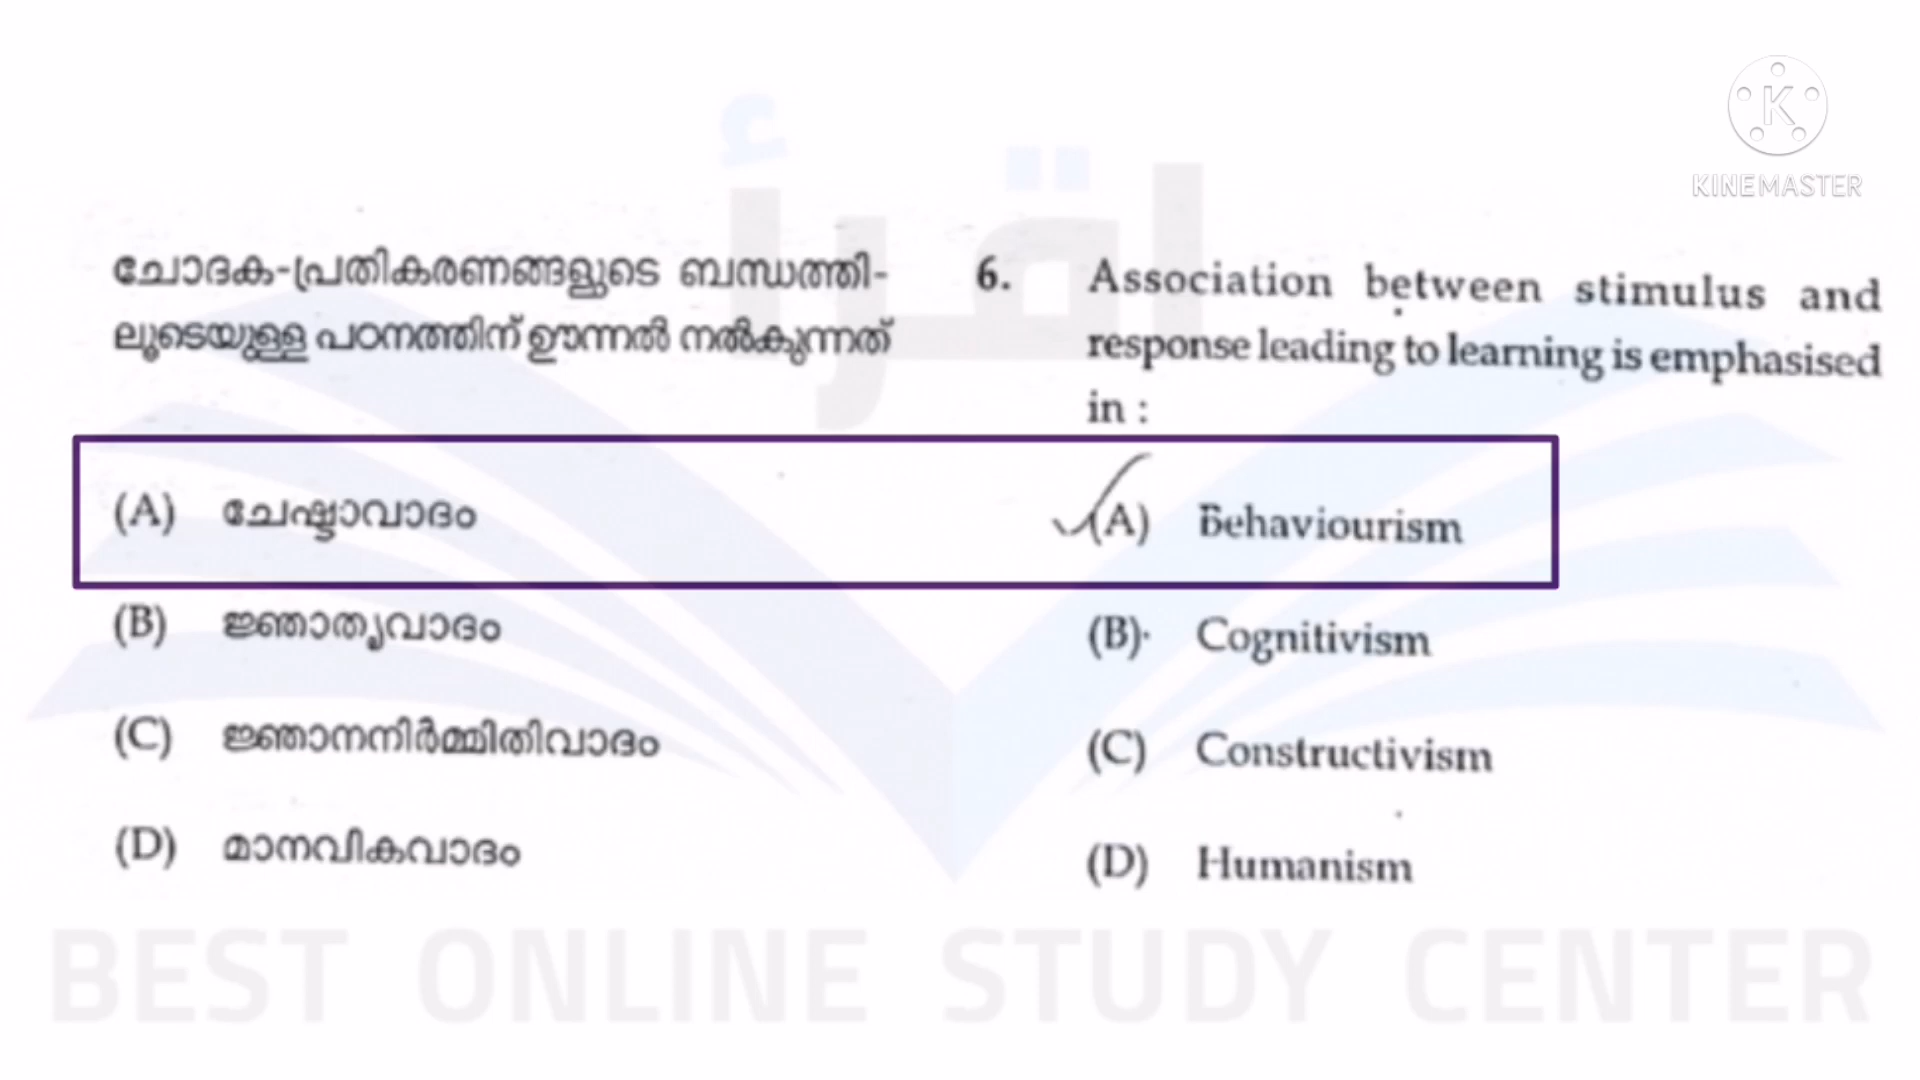 KINEMASTER
ചോദക-പ്രതികരണങ്ങളുടെ ബന്ധത്തി-
ലൂടെയുള്ള പഠനത്തിന് ഊന്നൽ നൽകുന്നത്
(A) ചേഷ്ടാവാദം
(B) ജ്ഞാതൃവാദം
(C) ജ്ഞാനനിർമ്മിതിവാദം
(D) മാനവികവാദം
6. Association between stimulus and
response leading to learning is emphasised
in :
(A) Behaviourism
(B) Cognitivism
(C) Constructivism
(D) Humanism
اقرأ
BEST ONLINE STUDY CENTER